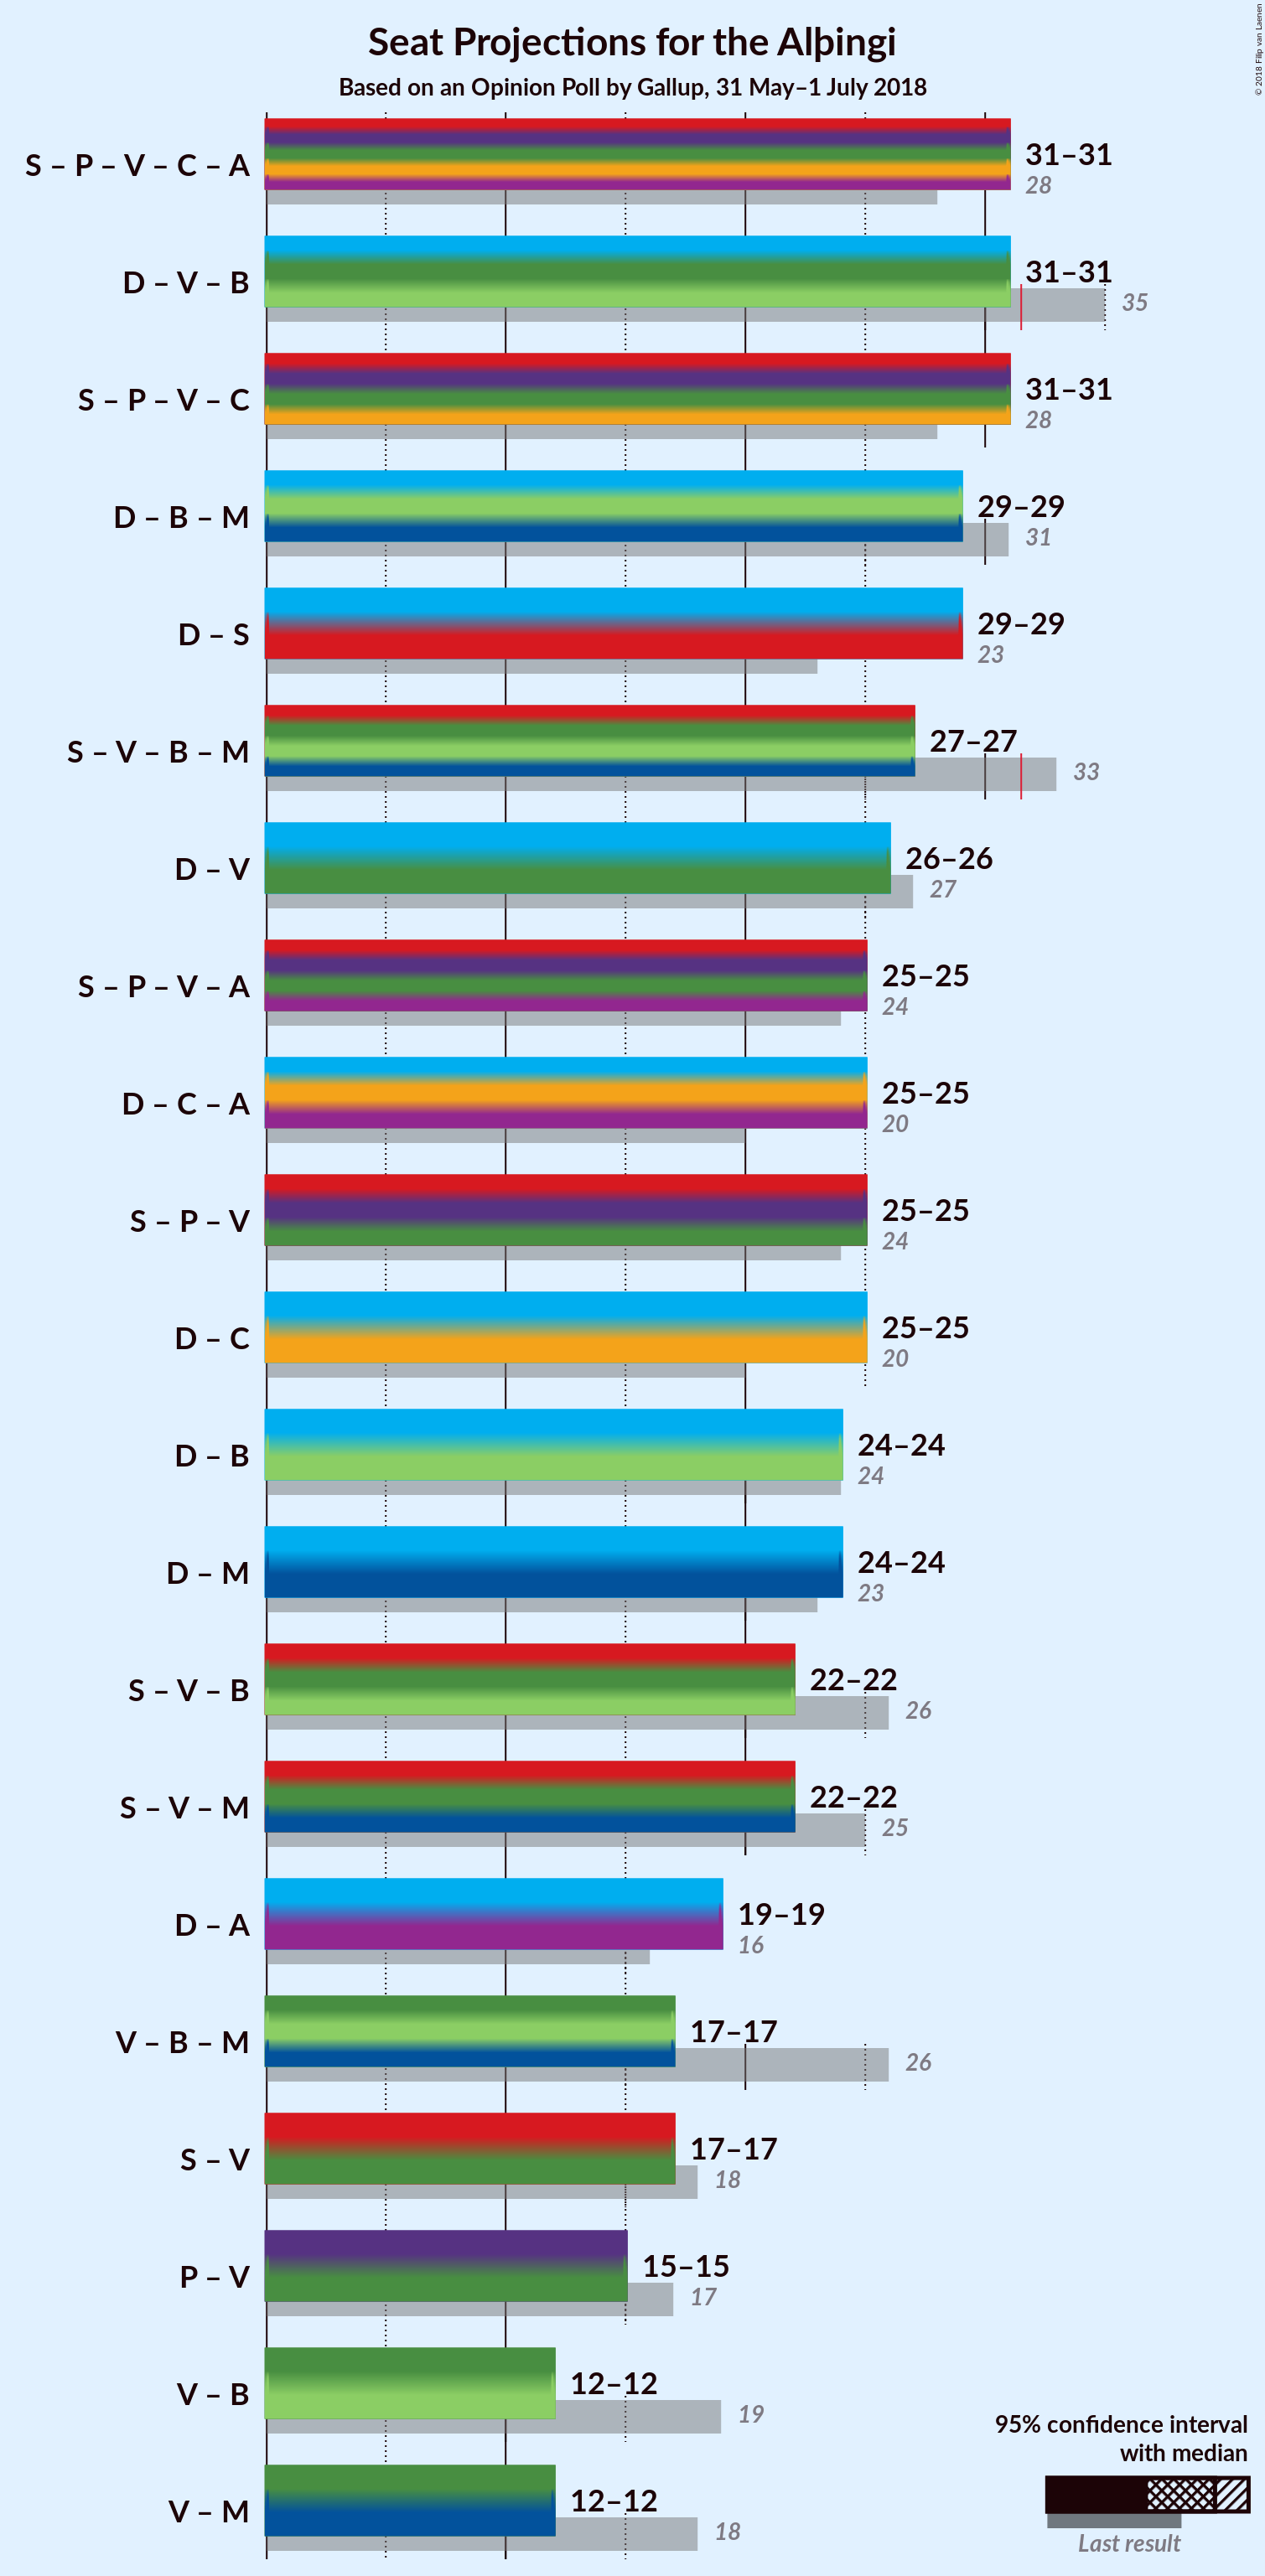 Seat Projections for the Alþingi
Based on an Opinion Poll by Gallup, 31 May–1 July 2018
© 2018 Filip van Laenen
S – P – V – C – A
31–31
28
D – V – B
31–31
35
S – P – V – C
31–31
28
D – B – M
29–29
31
D – S
29–29
23
S – V – B – M
27–27
33
D – V
26–26
27
S – P – V – A
25–25
24
D – C – A
25–25
20
S – P – V
25–25
24
D – C
25–25
20
D – B
24–24
24
D – M
24–24
23
S – V – B
22–22
26
S – V – M
22–22
25
D – A
19–19
16
V – B – M
17–17
26
S – V
17–17
18
P – V
15–15
17
V – B
12–12
19
V – M
12–12
18
95% confidence interval
with median
Last result